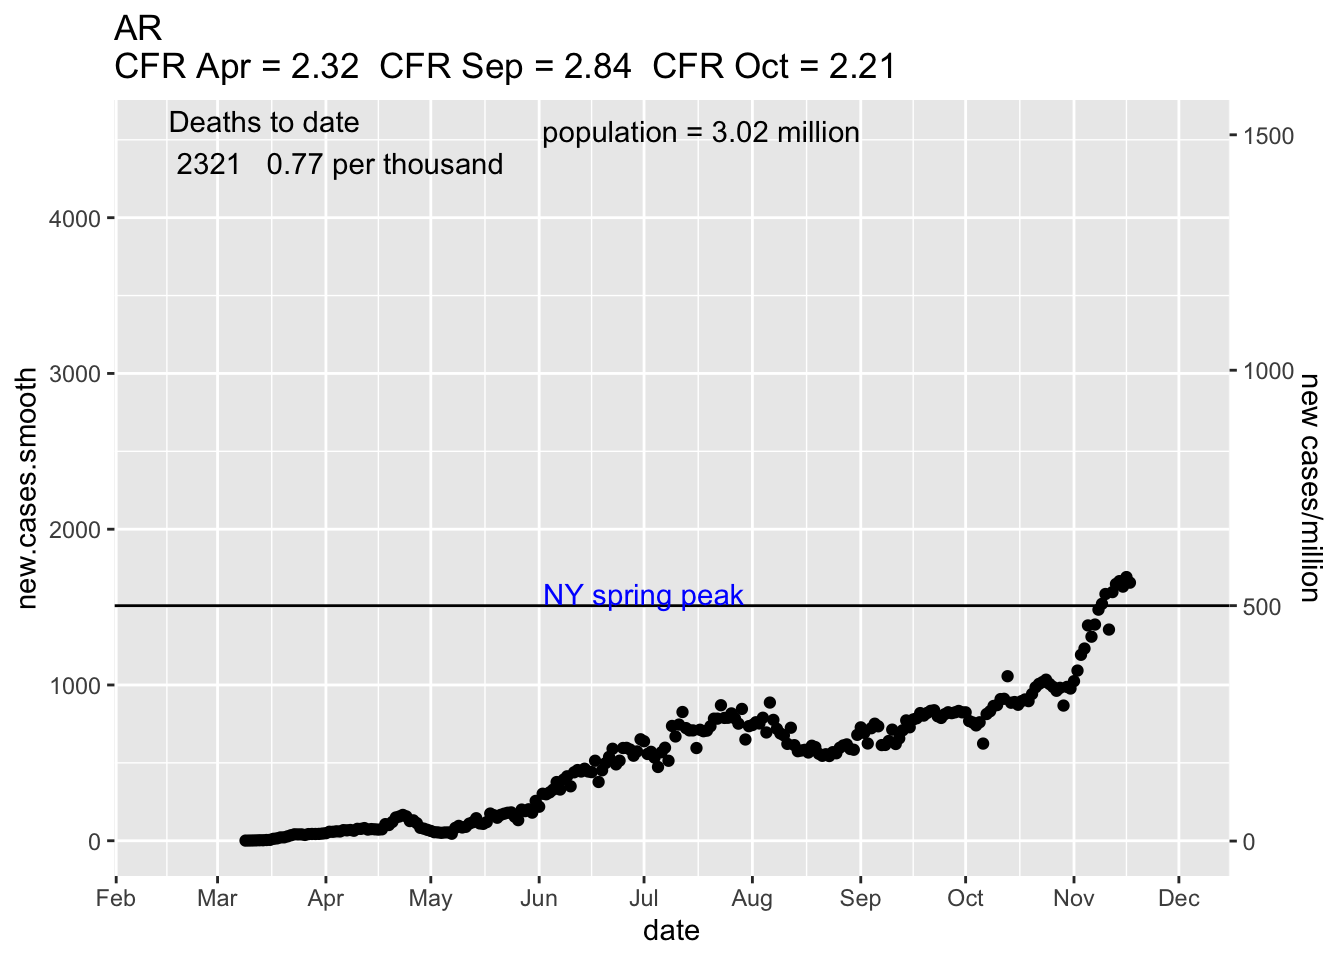 AR
CFR Apr = 2.32  CFR Sep = 2.84  CFR Oct = 2.21
Deaths to date
2321   0.77 per thousand
population = 3.02 million
new.cases.smooth
4000
3000
2000
1000
0
NY spring peak
1500
1000
500
0
new cases/million
Feb Mar Apr May Jun Jul Aug Sep Oct Nov Dec
date